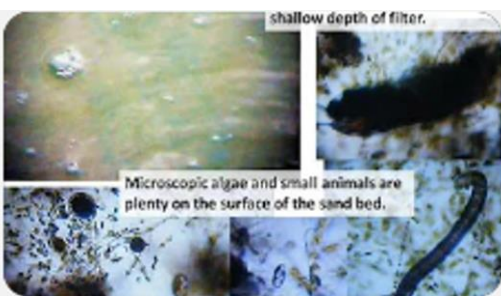 shallow depth of filter.
Microscopic algae and small animals are
plenty on the surface of the sand bed.